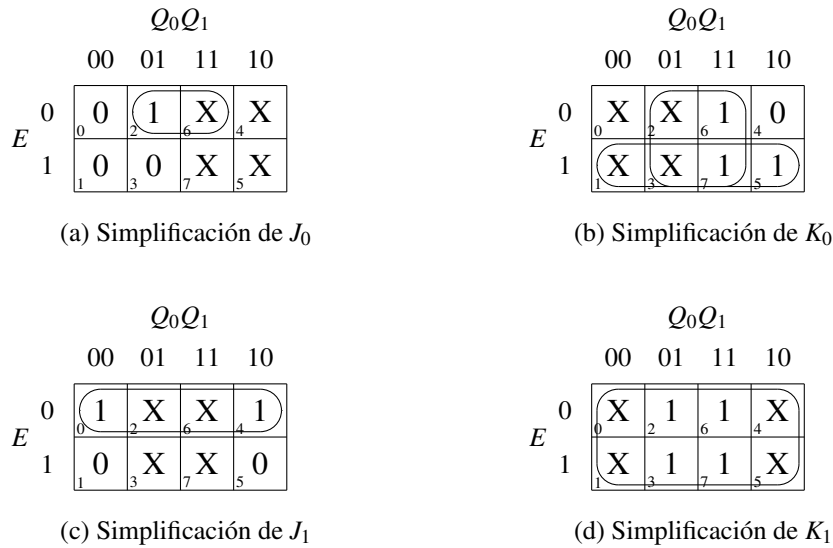 Q0Q1 Q0Q1
00 01 11 10 00 01 11 10
0 0 1 X X 0 X X 1 0
0 2 6 4 0 2 6 4
E E
1 0 0 X X 1 X X 1 1
1 3 7 5 1 3 7 5
(a) Simplificación de J0 (b) Simplificación de K0
Q0Q1 Q0Q1
00 01 11 10 00 01 11 10
0 1 X X 1 0 X 1 1 X
0 2 6 4 0 2 6 4
E E
1 0 X X 0 1 X 1 1 X
1 3 7 5 1 3 7 5
(c) Simplificación de J1 (d) Simplificación de K1